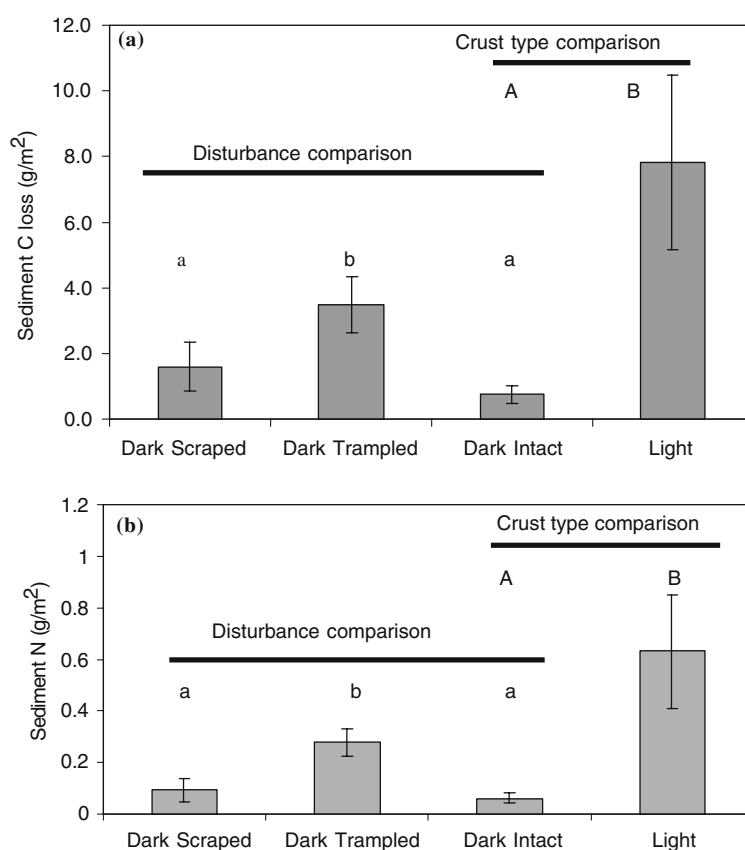 (a)
Crust type comparison
A B
Disturbance comparison
a b a
Sediment C loss (g/m²)
12.0
10.0
8.0
6.0
4.0
2.0
0.0
Dark Scraped Dark Trampled Dark Intact Light
(b)
Crust type comparison
A B
Disturbance comparison
a b a
Sediment N (g/m²)
1.2
1
0.8
0.6
0.4
0.2
0
Dark Scraped Dark Trampled Dark Intact Light